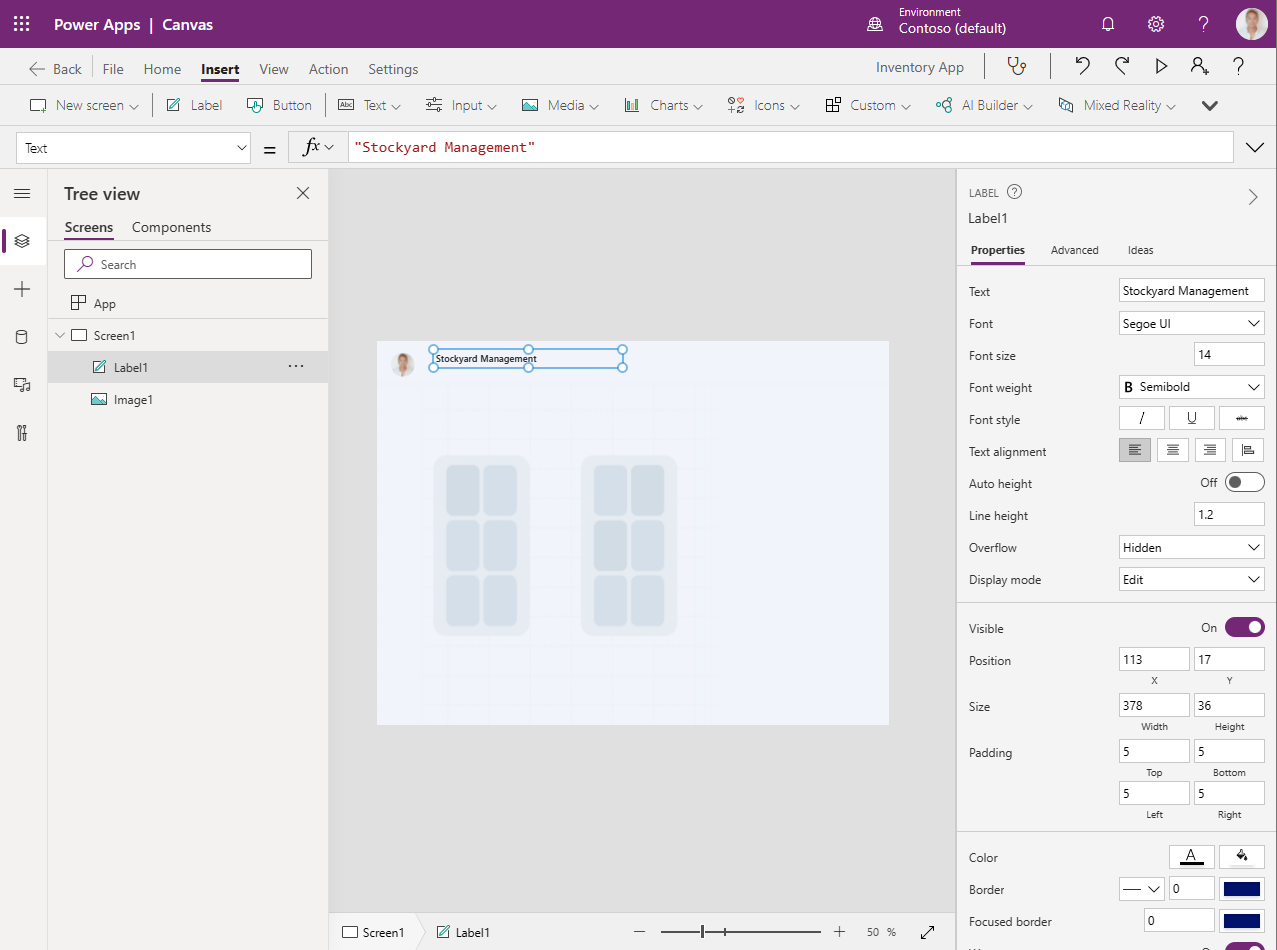 Power Apps | Canvas
Environment
Contoso (default)
Back File Home Insert View Action Settings
Inventory App
New screen Label Button Abc Text Input Media Charts Icons Custom AI Builder Mixed Reality
Text = fx "Stockyard Management"
Tree view
Screens Components
Search
App
Screen1
Label1 ...
Image1
Stockyard Management
Screen1 Label1
50 %
LABEL ?
Label1
Properties Advanced Ideas
Text Stockyard Management
Font Segoe UI
Font size 14
Font weight B Semibold
Font style / U abc
Text alignment
Auto height Off
Line height 1.2
Overflow Hidden
Display mode Edit
Visible On
Position 113 17
X Y
Size 378 36
Width Height
Padding 5 5
Top Bottom
5 5
Left Right
Color A
Border 0
Focused border 0